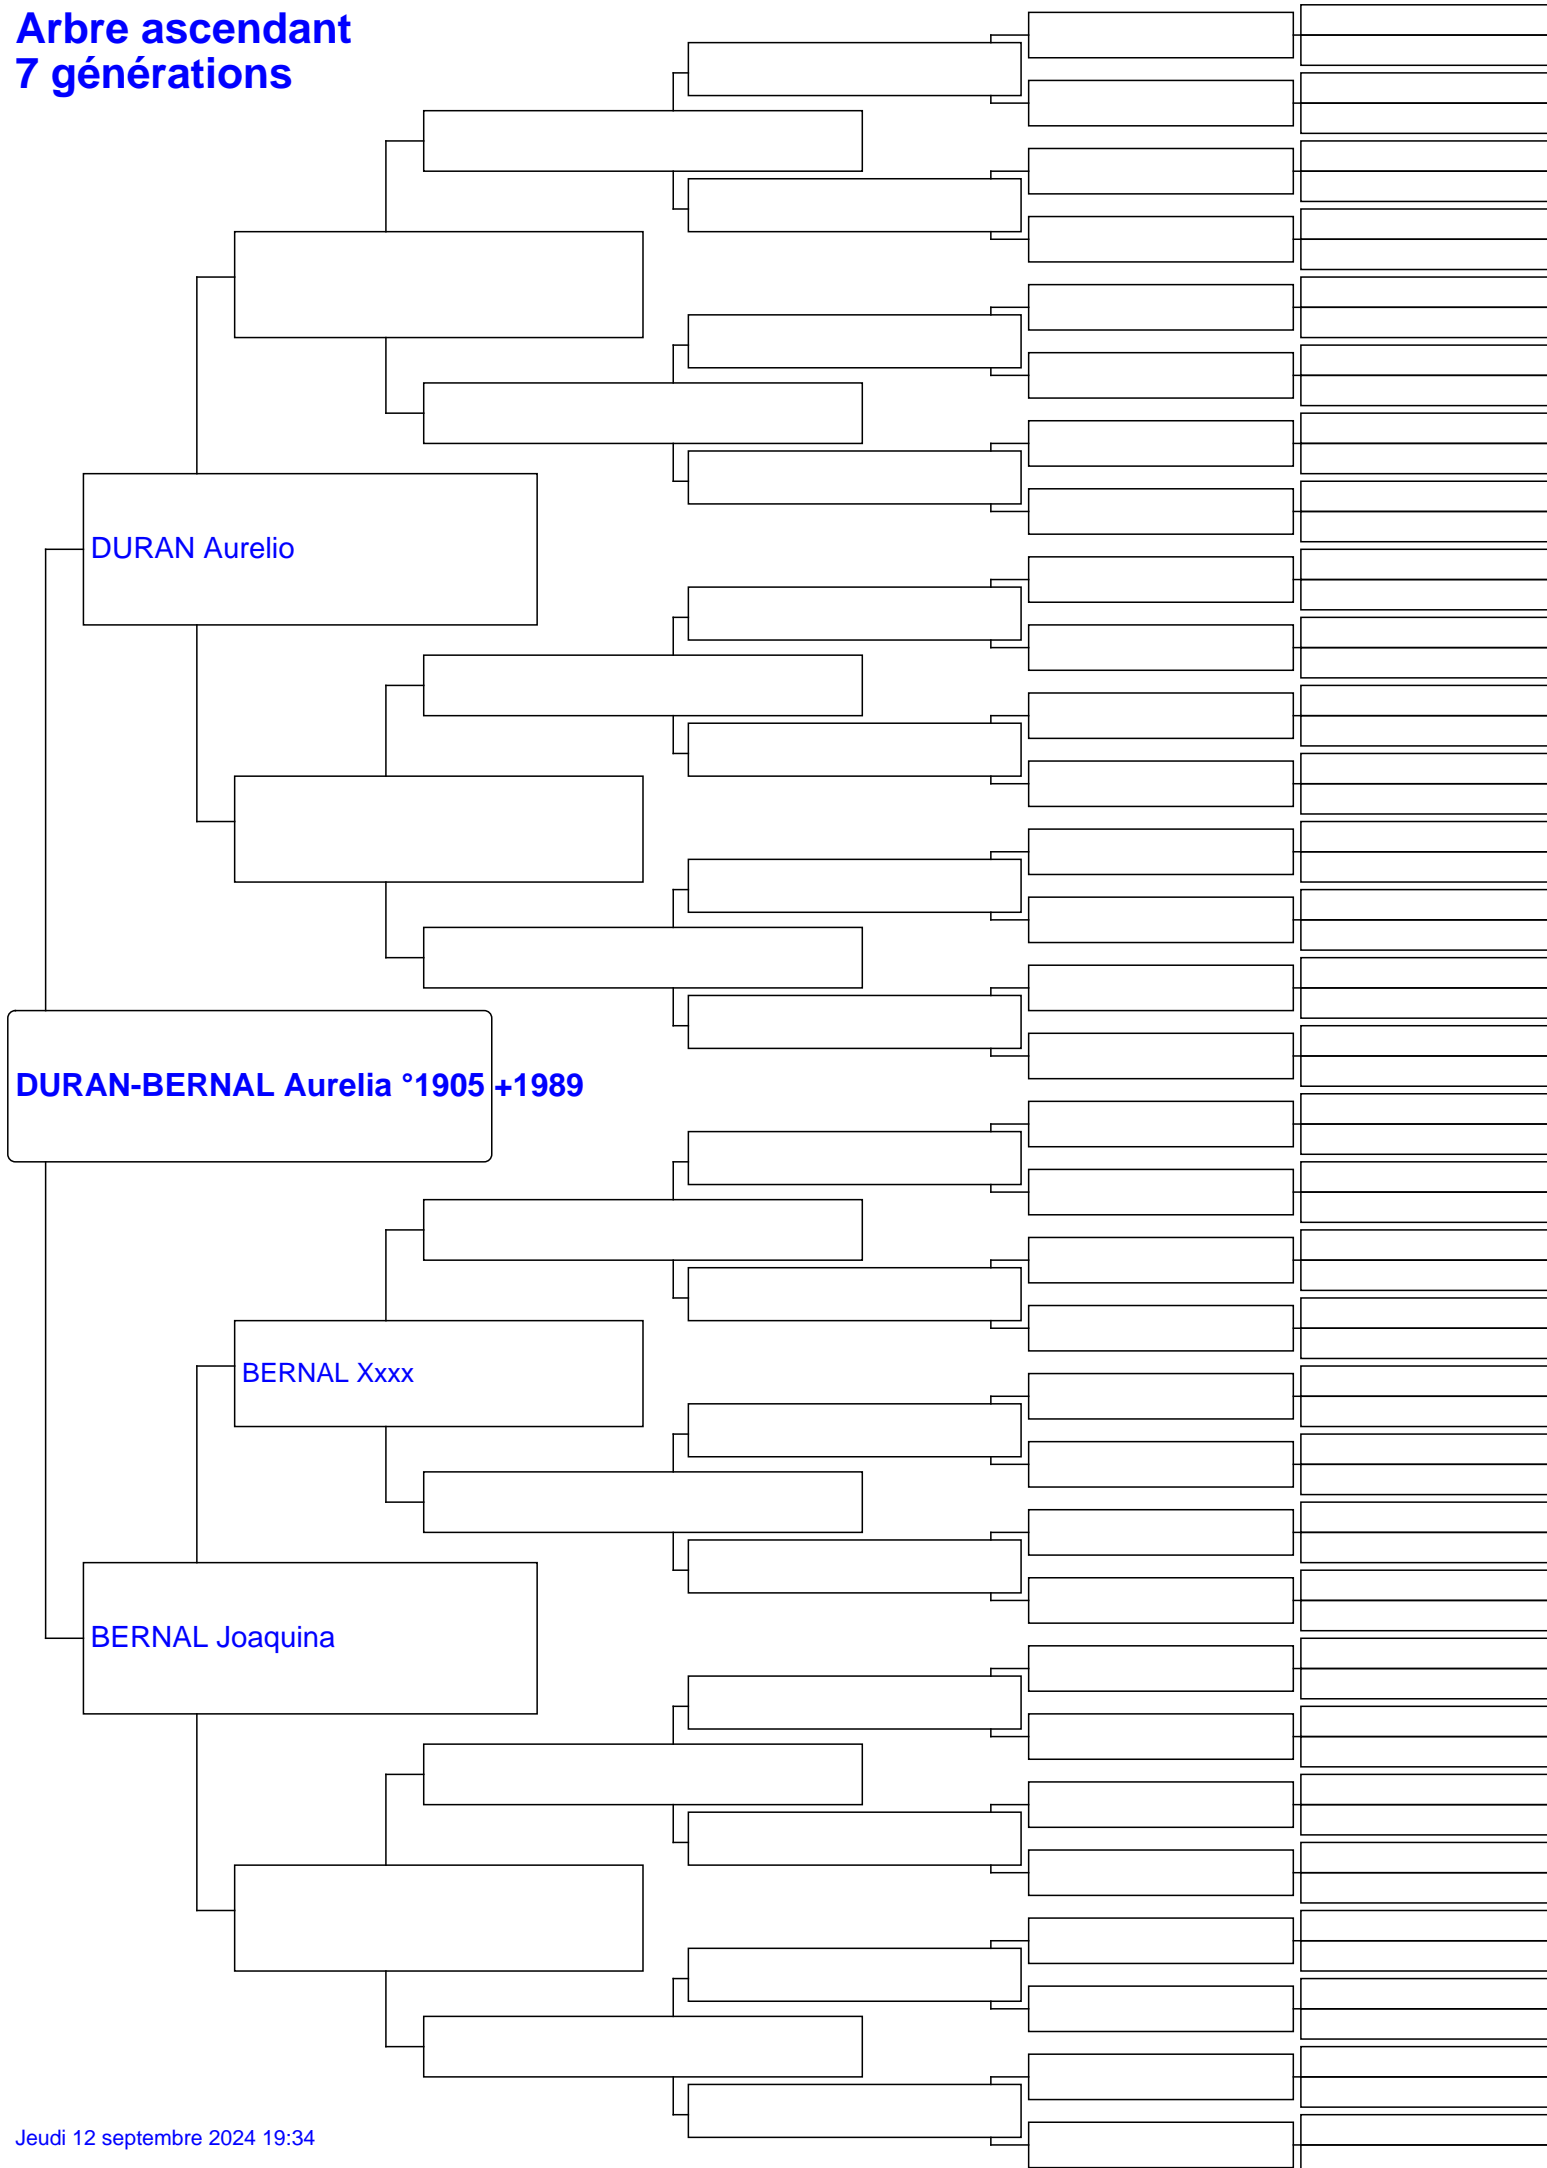 Arbre ascendant
7 générations
DURAN Aurelio
DURAN-BERNAL Aurelia °1905 +1989
BERNAL Xxxx
BERNAL Joaquina
Jeudi 12 septembre 2024 19:34